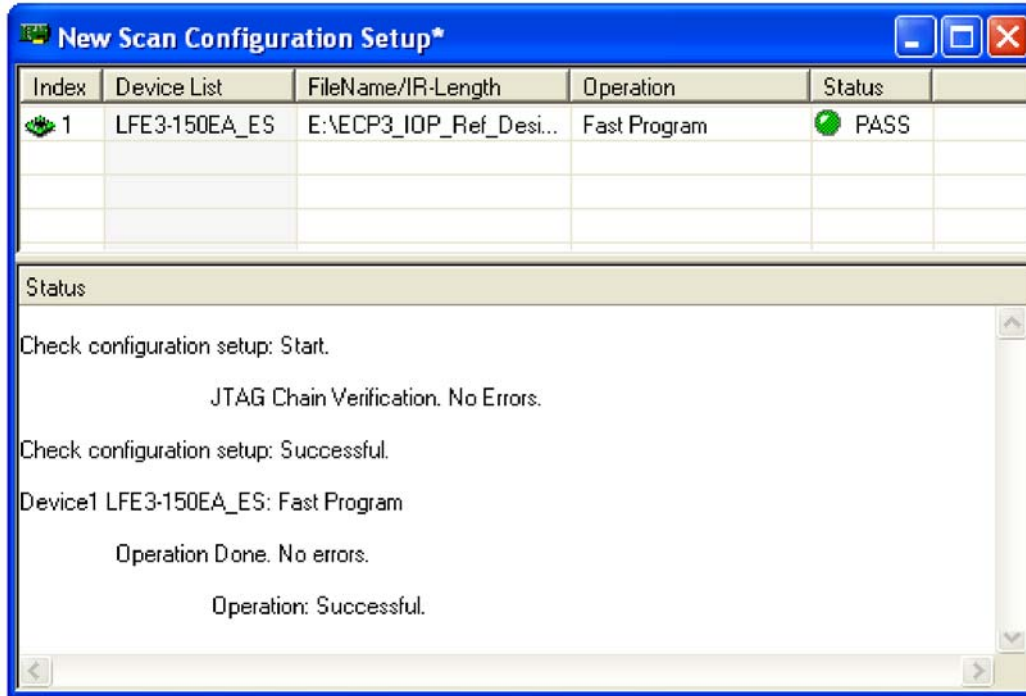 New Scan Configuration Setup*
Index Device List FileName/IR-Length Operation Status
1 LFE3-150EA_ES E:\ECP3_IOP_Ref_Desi... Fast Program PASS
Status
Check configuration setup: Start.
JTAG Chain Verification. No Errors.
Check configuration setup: Successful.
Device1 LFE3-150EA_ES: Fast Program
Operation Done. No errors.
Operation: Successful.